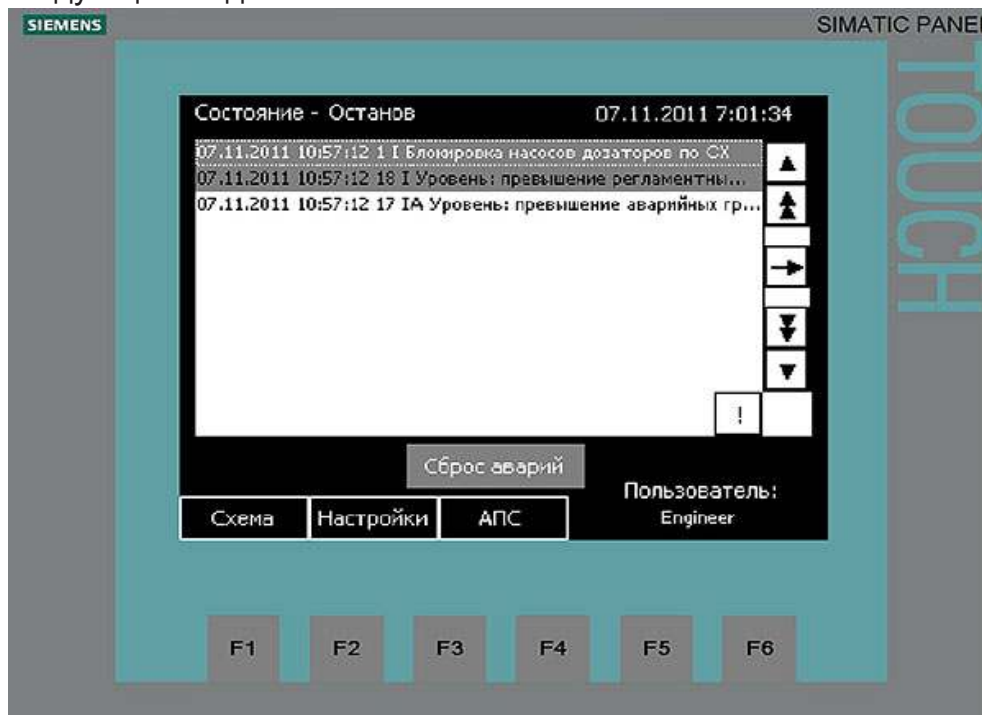 SIEMENS
SIMATIC PANEL
TOUCH
Состояние - Останов 07.11.2011 7:01:34
07.11.2011 10:57:12 1 I Блокировка насосов дозаторов по СХ
07.11.2011 10:57:12 18 I Уровень: превышение регламентны...
07.11.2011 10:57:12 17 IA Уровень: превышение аварийных гр...
!
Сброс аварий
Пользователь:
Engineer
Схема Настройки АПС
F1 F2 F3 F4 F5 F6